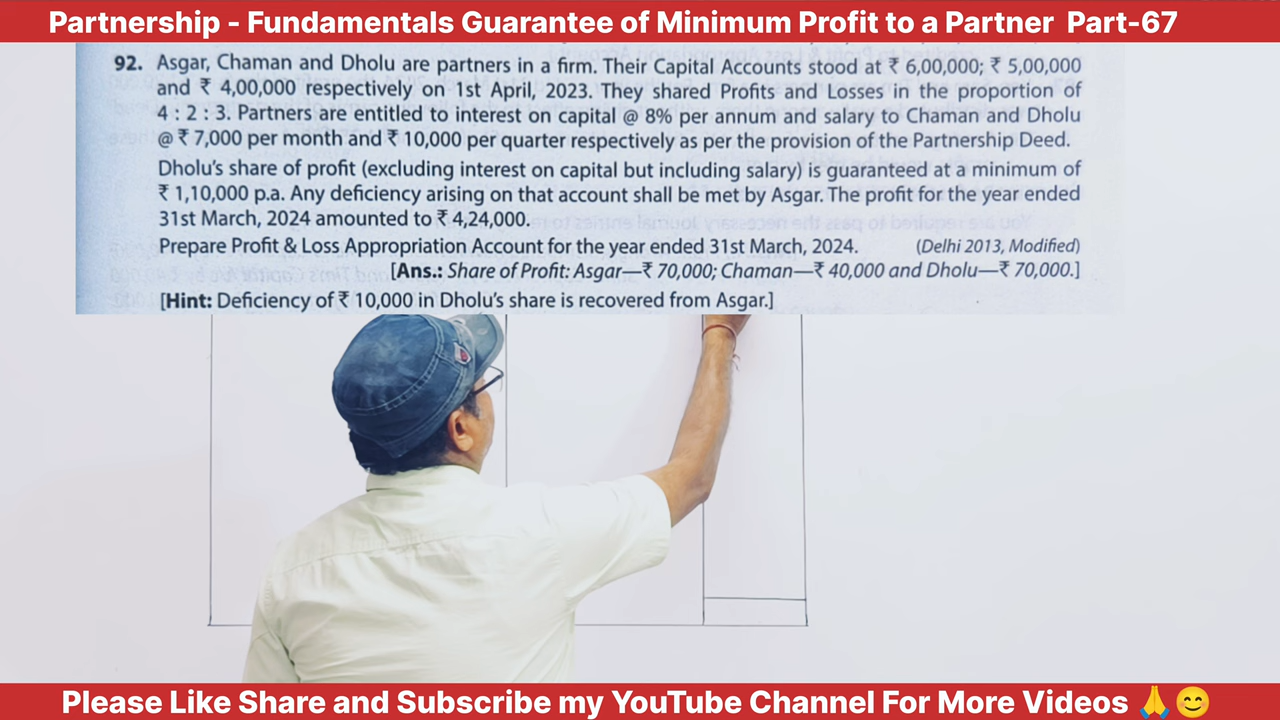 Partnership - Fundamentals Guarantee of Minimum Profit to a Partner Part-67
92. Asgar, Chaman and Dholu are partners in a firm. Their Capital Accounts stood at ₹ 6,00,000; ₹ 5,00,000
and ₹ 4,00,000 respectively on 1st April, 2023. They shared Profits and Losses in the proportion of
4 : 2 : 3. Partners are entitled to interest on capital @ 8% per annum and salary to Chaman and Dholu
@ ₹ 7,000 per month and ₹ 10,000 per quarter respectively as per the provision of the Partnership Deed.
Dholu's share of profit (excluding interest on capital but including salary) is guaranteed at a minimum of
₹ 1,10,000 p.a. Any deficiency arising on that account shall be met by Asgar. The profit for the year ended
31st March, 2024 amounted to ₹ 4,24,000.
Prepare Profit & Loss Appropriation Account for the year ended 31st March, 2024. (Delhi 2013, Modified)
[Ans.: Share of Profit: Asgar—₹ 70,000; Chaman—₹ 40,000 and Dholu—₹ 70,000.]
[Hint: Deficiency of ₹ 10,000 in Dholu's share is recovered from Asgar.]
Please Like Share and Subscribe my YouTube Channel For More Videos 🙏😊